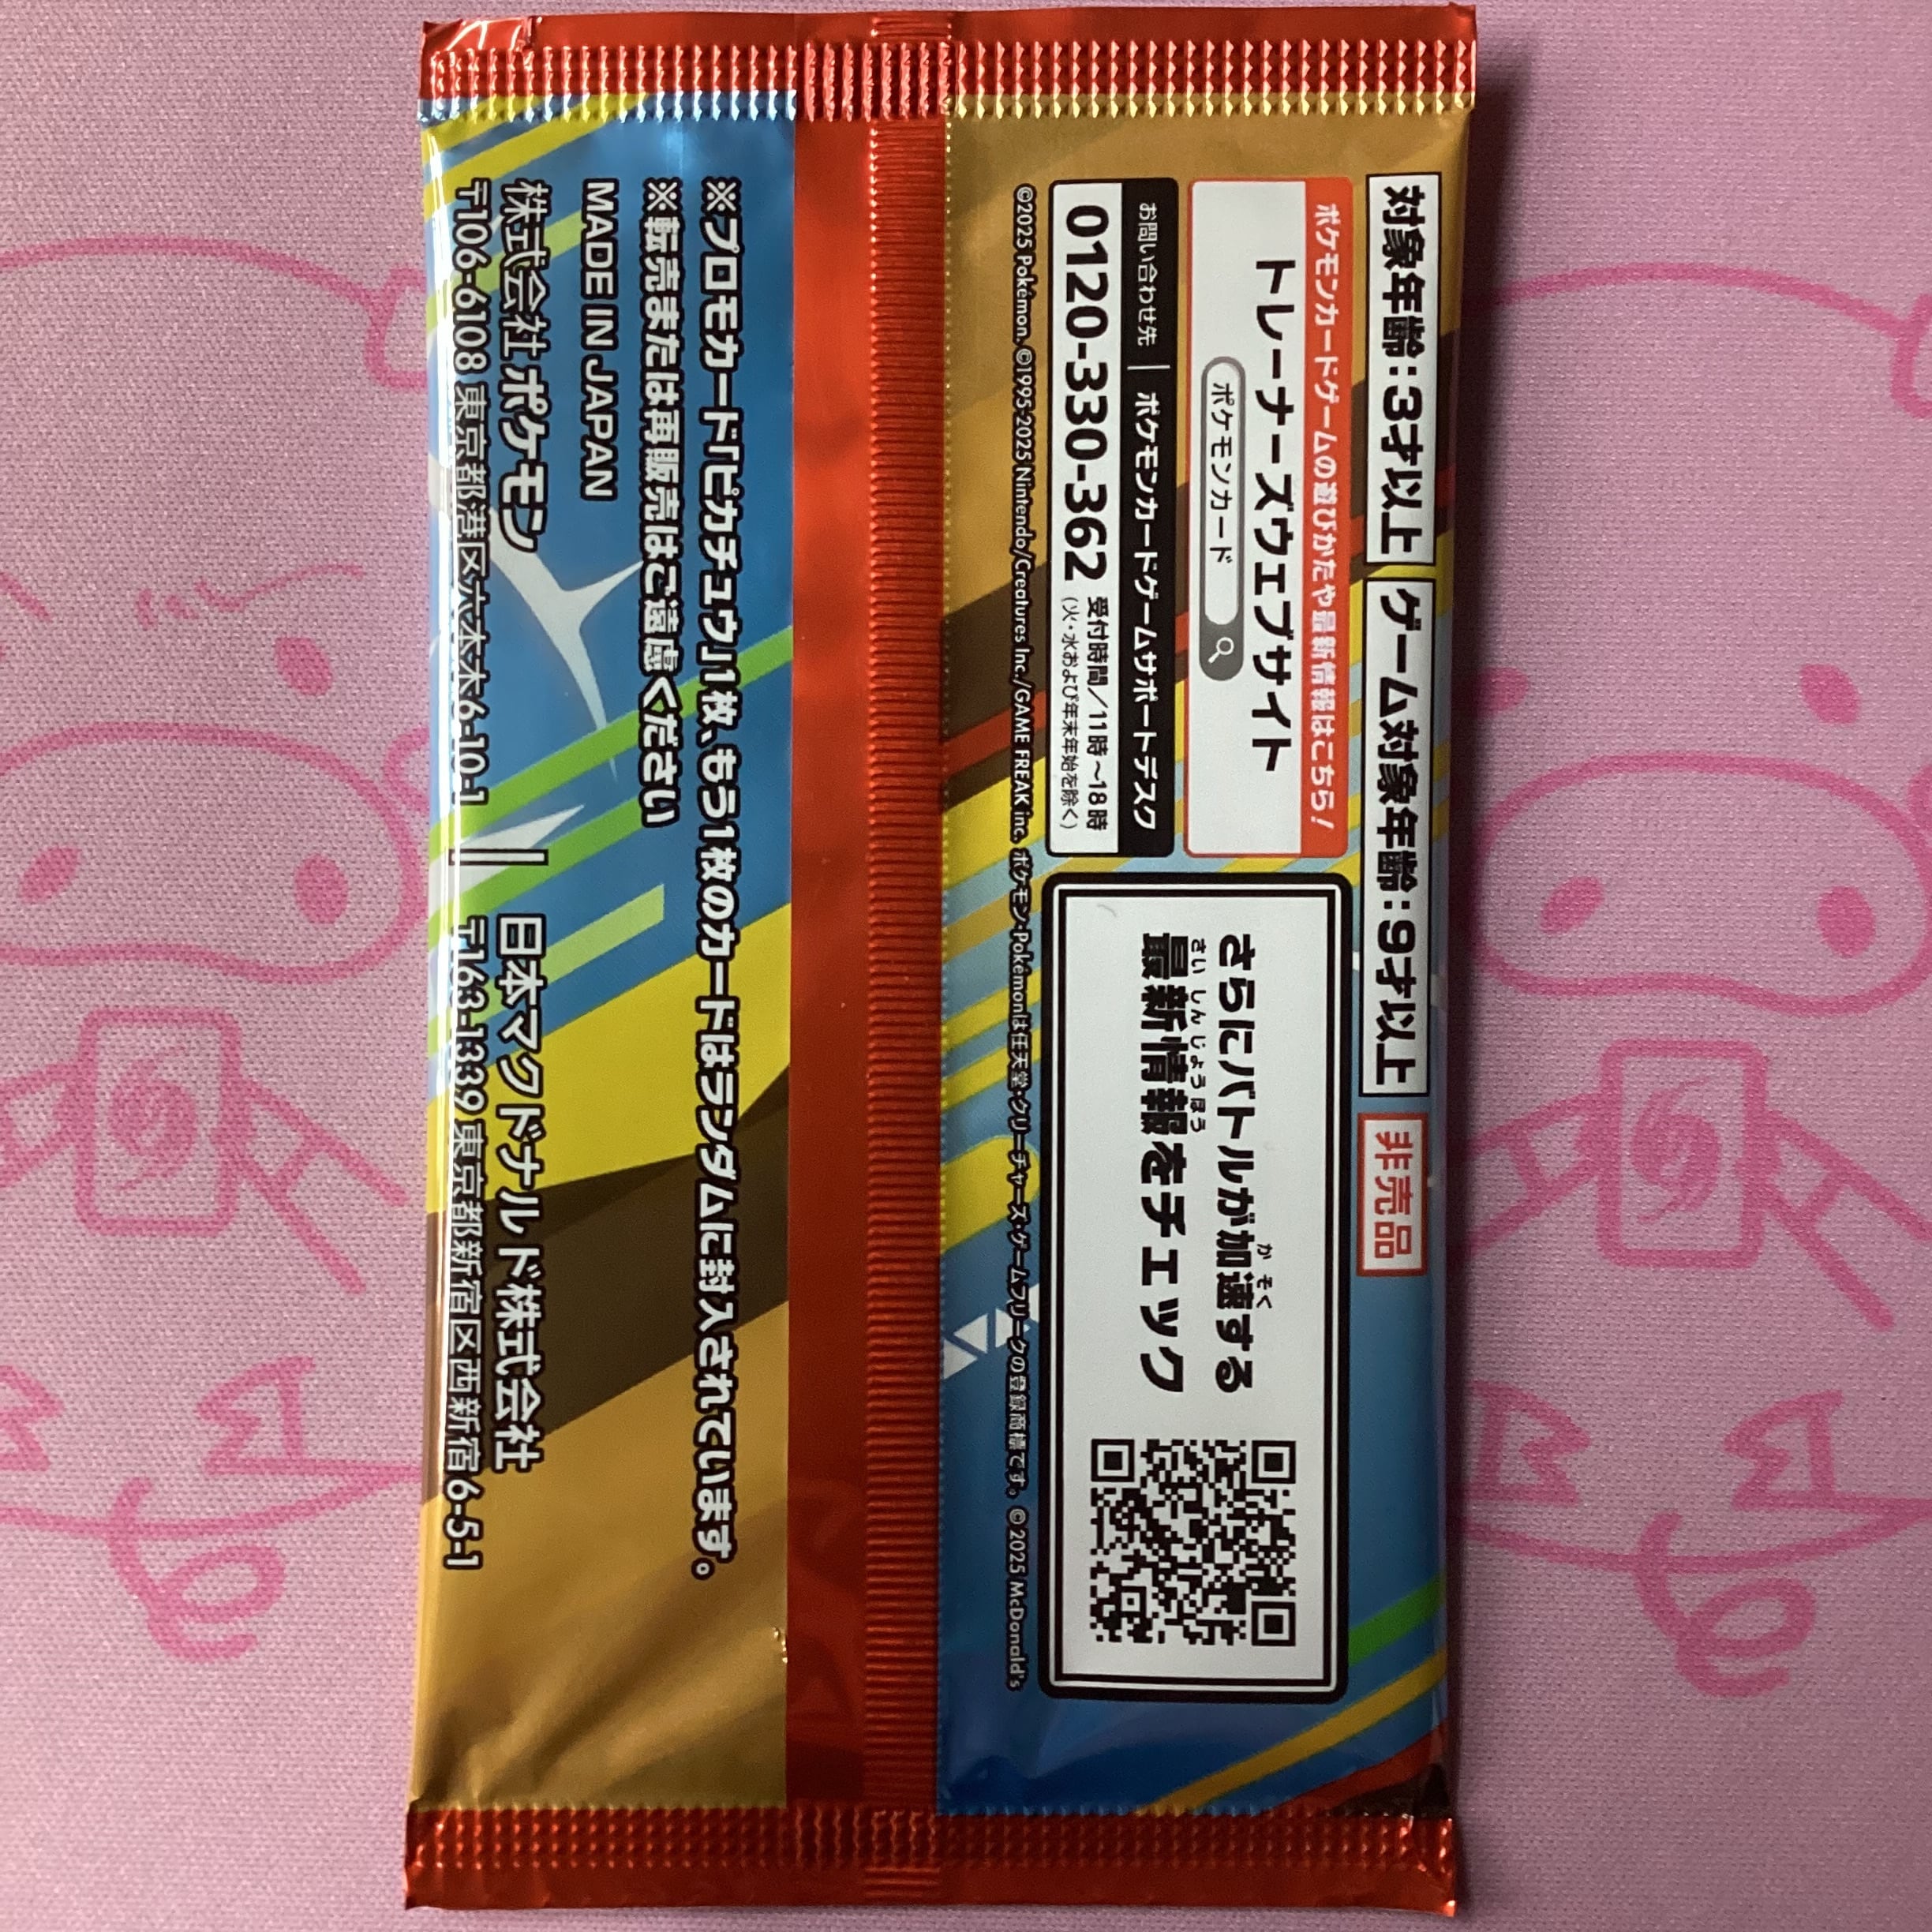 対象年齢：3才以上 ゲーム対象年齢：9才以上 非売品
ポケモンカードゲームの遊びかたや最新情報はこちら！
トレーナーズウェブサイト
ポケモンカード
お問い合わせ先 | ポケモンカードゲームサポートデスク
0120-330-362 受付時間／11時～18時
（火・水および年末年始を除く）
さらにバトルが加速する
かそく
さいしんじょうほう
最新情報をチェック
©2025 Pokémon. ©1995-2025 Nintendo/Creatures Inc./GAME FREAK inc. ポケモン・Pokémonは任天堂・クリーチャーズ・ゲームフリークの登録商標です。 © 2025 McDonald's
※プロモカード「ピカチュウ」1枚、もう1枚のカードはランダムに封入されています。
※転売または再販売はご遠慮ください
MADE IN JAPAN
株式会社 ポケモン
〒106-6108 東京都港区六本木6-10-1
日本マクドナルド株式会社
〒163-1339 東京都新宿区西新宿6-5-1